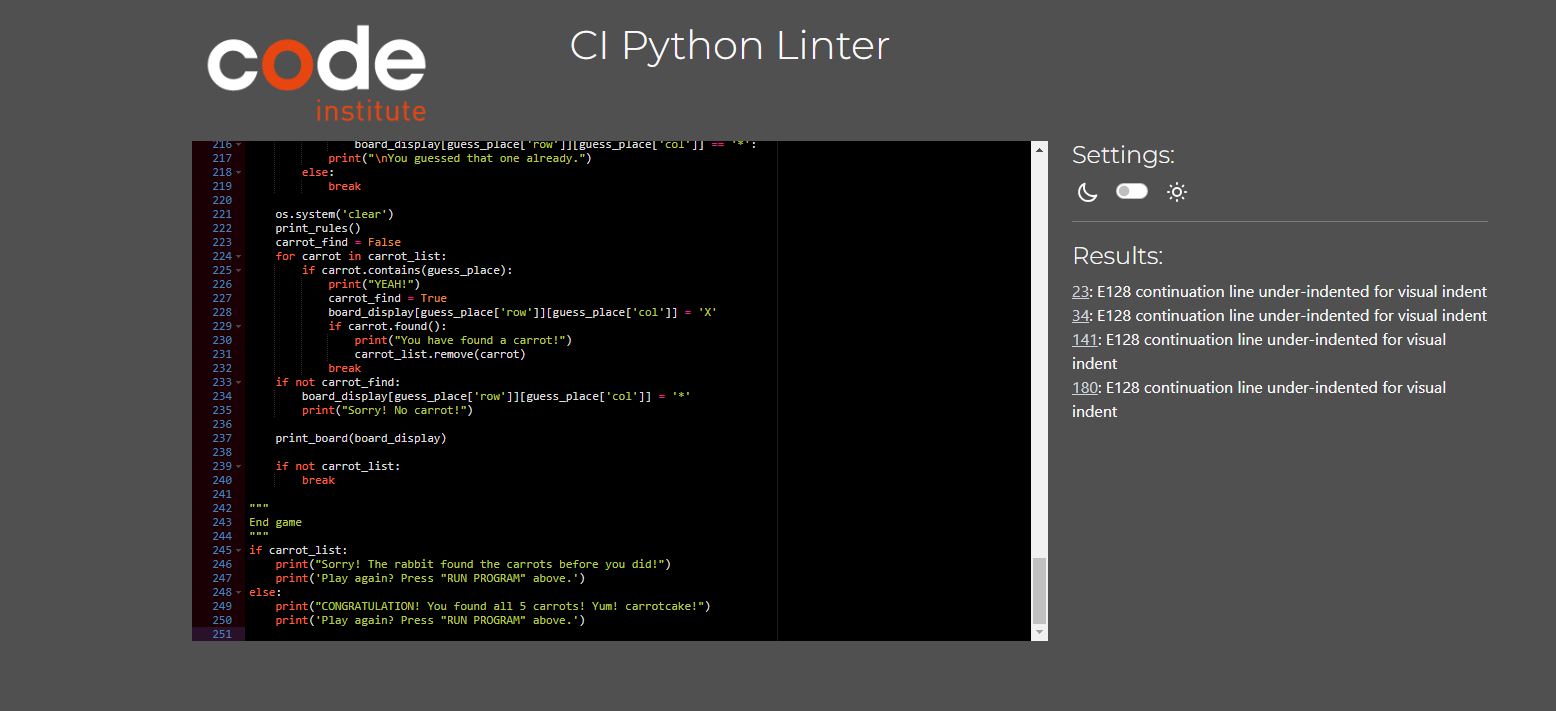 code
institute
CI Python Linter
216 board_display[guess_place['row']][guess_place['col']] == '*':
217 print("\nYou guessed that one already.")
218 else:
219 break
220
221 os.system('clear')
222 print_rules()
223 carrot_find = False
224 for carrot in carrot_list:
225 if carrot.contains(guess_place):
226 print("YEAH!")
227 carrot_find = True
228 board_display[guess_place['row']][guess_place['col']] = 'X'
229 if carrot.found():
230 print("You have found a carrot!")
231 carrot_list.remove(carrot)
232 break
233 if not carrot_find:
234 board_display[guess_place['row']][guess_place['col']] = '*'
235 print("Sorry! No carrot!")
236
237 print_board(board_display)
238
239 if not carrot_list:
240 break
241
242 """
243 End game
244 """
245 if carrot_list:
246 print("Sorry! The rabbit found the carrots before you did!")
247 print('Play again? Press "RUN PROGRAM" above.')
248 else:
249 print("CONGRATULATION! You found all 5 carrots! Yum! carrotcake!")
250 print('Play again? Press "RUN PROGRAM" above.')
251
Settings:
Results:
23: E128 continuation line under-indented for visual indent
34: E128 continuation line under-indented for visual indent
141: E128 continuation line under-indented for visual
indent
180: E128 continuation line under-indented for visual
indent